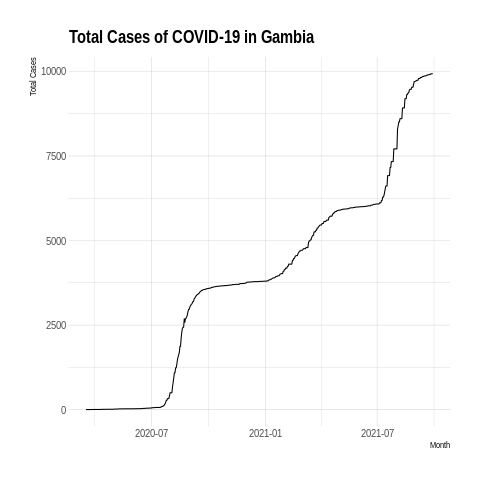 Total Cases of COVID-19 in Gambia
Total Cases
10000
7500
5000
2500
0
2020-07
2021-01
2021-07
Month